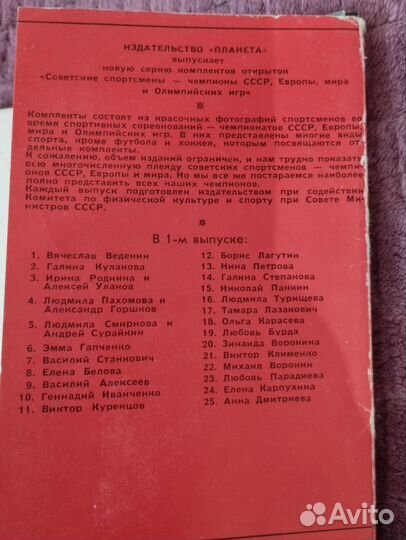 ИЗДАТЕЛЬСТВО «ПЛАНЕТА»
выпускает
новую серию комплектов открыток
«Советские спортсмены — чемпионы СССР, Европы, мира
и Олимпийских игр»
Комплекты состоят из красочных фотографий спортсменов во
время спортивных соревнований — чемпионатов СССР, Европы,
мира и Олимпийских игр. В них представлены многие виды
спорта, кроме футбола и хоккея, которым посвящаются от-
дельные комплекты.
К сожалению, объем изданий ограничен, и нам трудно показать
всю многочисленную плеяду советских спортсменов — чемпи-
онов СССР, Европы и мира. Но мы все же постараемся наиболее
полно представить всех наших чемпионов.
Каждый выпуск подготовлен издательством при содействии
Комитета по физической культуре и спорту при Совете Ми-
нистров СССР.
В 1-м выпуске:
1. Вячеслав Веденин
2. Галина Кулакова
3. Ирина Роднина и
Алексей Уланов
4. Людмила Пахомова и
Александр Горшков
5. Людмила Смирнова и
Андрей Сурайкин
6. Эмма Гапченко
7. Василий Станкович
8. Елена Белова
9. Василий Алексеев
10. Геннадий Иванченко
11. Виктор Куренцов
12. Борис Лагутин
13. Нина Петрова
14. Галина Степанова
15. Николай Панкин
16. Людмила Турищева
17. Тамара Лазакович
18. Ольга Карасева
19. Любовь Бурда
20. Зинаида Воронина
21. Виктор Клименко
22. Михаил Воронин
23. Любовь Парадиева
24. Елена Карпухина
25. Анна Дмитриева
Avito